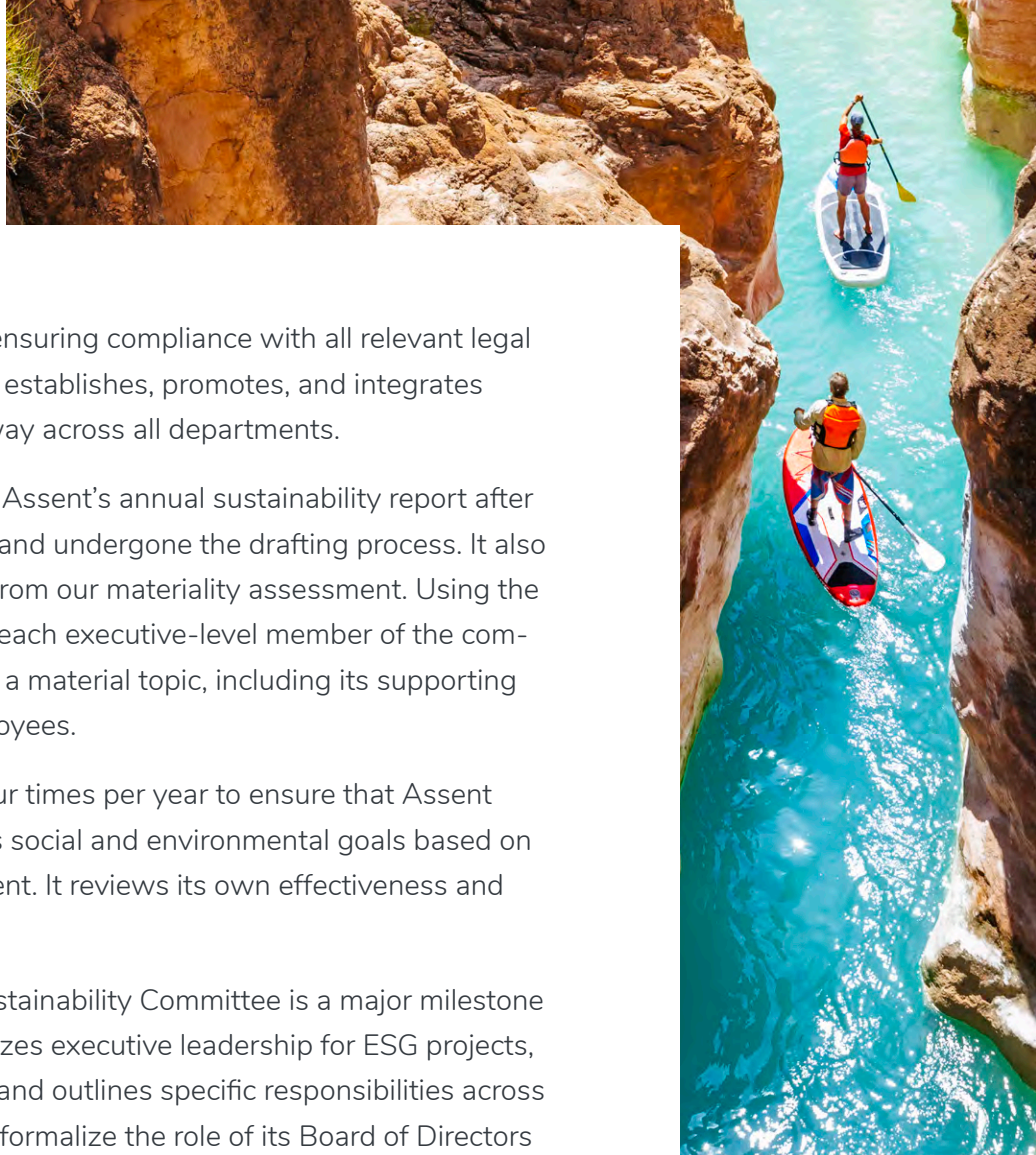 ensuring compliance with all relevant legal
establishes, promotes, and integrates
way across all departments.
Assent’s annual sustainability report after
and undergone the drafting process. It also
from our materiality assessment. Using the
each executive-level member of the com-
a material topic, including its supporting
oyees.
ur times per year to ensure that Assent
s social and environmental goals based on
ent. It reviews its own effectiveness and
stainability Committee is a major milestone
zes executive leadership for ESG projects,
and outlines specific responsibilities across
formalize the role of its Board of Directors